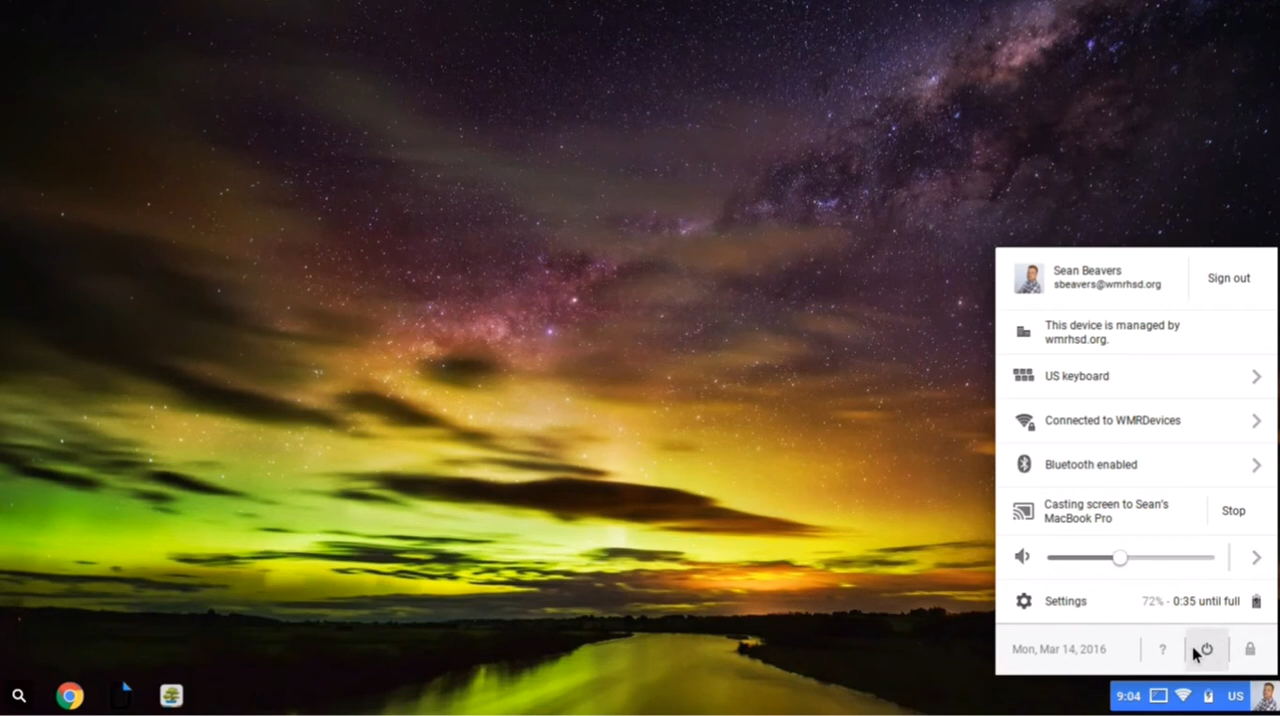 Sean Beavers
sbeavers@wmrhsd.org
Sign out
This device is managed by
wmrhsd.org.
US keyboard
Connected to WMRDevices
Bluetooth enabled
Casting screen to Sean's
MacBook Pro
Stop
Settings
72% - 0:35 until full
Mon, Mar 14, 2016
?
9:04
US